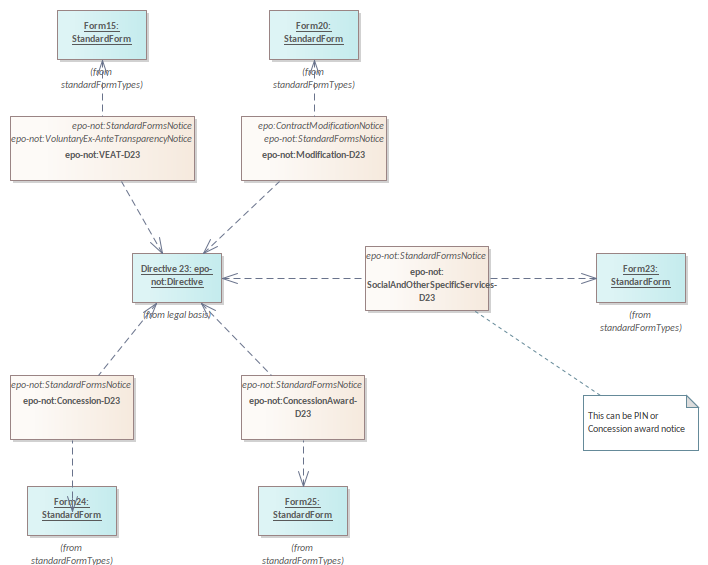 Form15:
StandardForm
(from
standardFormTypes)
Form20:
StandardForm
(from
standardFormTypes)
epo-not:StandardFormsNotice
epo-not:VoluntaryEx-AnteTransparencyNotice
epo-not:VEAT-D23
epo:ContractModificationNotice
epo-not:StandardFormsNotice
epo-not:Modification-D23
Directive 23: epo-
not:Directive
(from legal basis)
epo-not:StandardFormsNotice
epo-not:
SocialAndOtherSpecificServices-
D23
Form23:
StandardForm
(from
standardFormTypes)
epo-not:StandardFormsNotice
epo-not:Concession-D23
epo-not:StandardFormsNotice
epo-not:ConcessionAward-
D23
This can be PIN or
Concession award notice
Form24:
StandardForm
(from
standardFormTypes)
Form25:
StandardForm
(from
standardFormTypes)